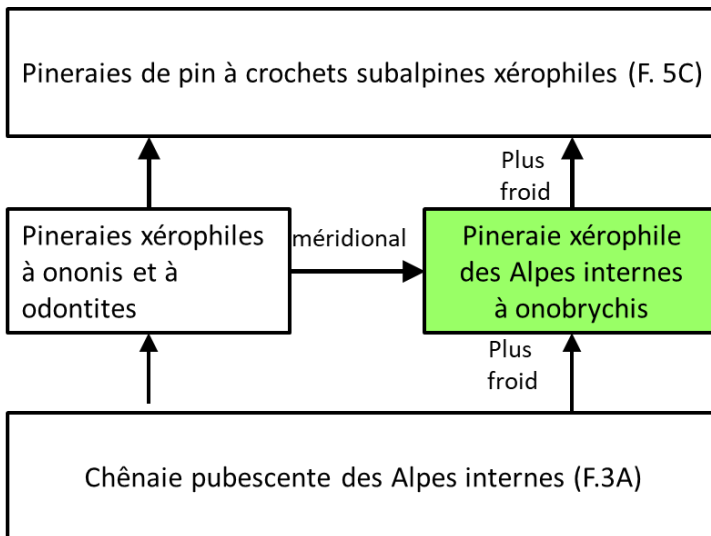 Pineraies de pin à crochets subalpines xérophiles (F. 5C)
Plus
froid
Pineraies xérophiles
à ononis et à
odontites
méridional
Pineraie xérophile
des Alpes internes
à onobrychis
Plus
froid
Chênaie pubescente des Alpes internes (F.3A)